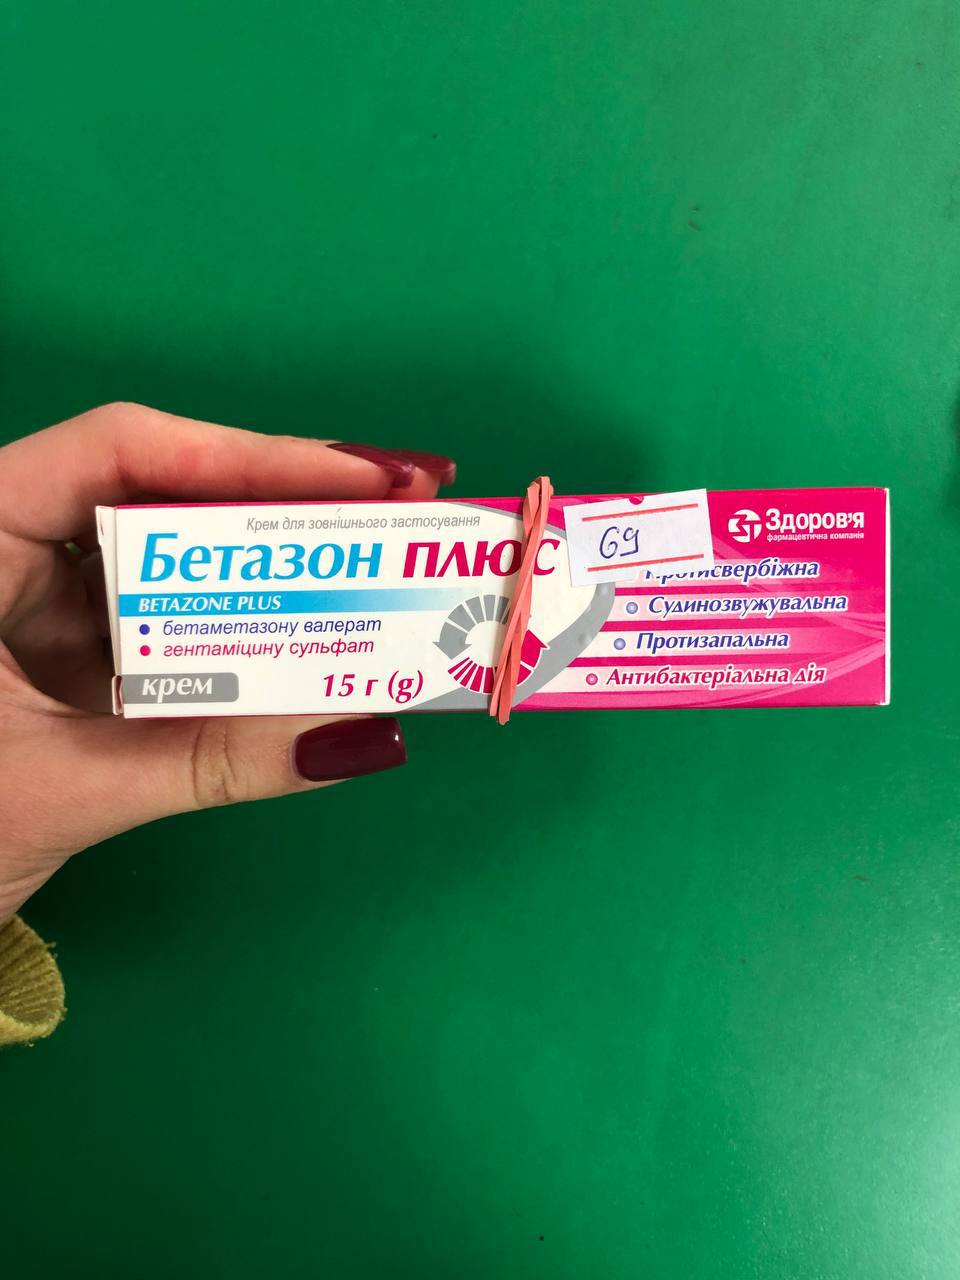 Крем для зовнішнього застосування
Бетазон плюс
BETAZONE PLUS
бетаметазону валерат
гентаміцину сульфат
крем
15 г (g)
69
Здоров'я
фармацевтична компанія
Протисвербіжна
Судинозвужувальна
Протизапальна
Антибактеріальна дія